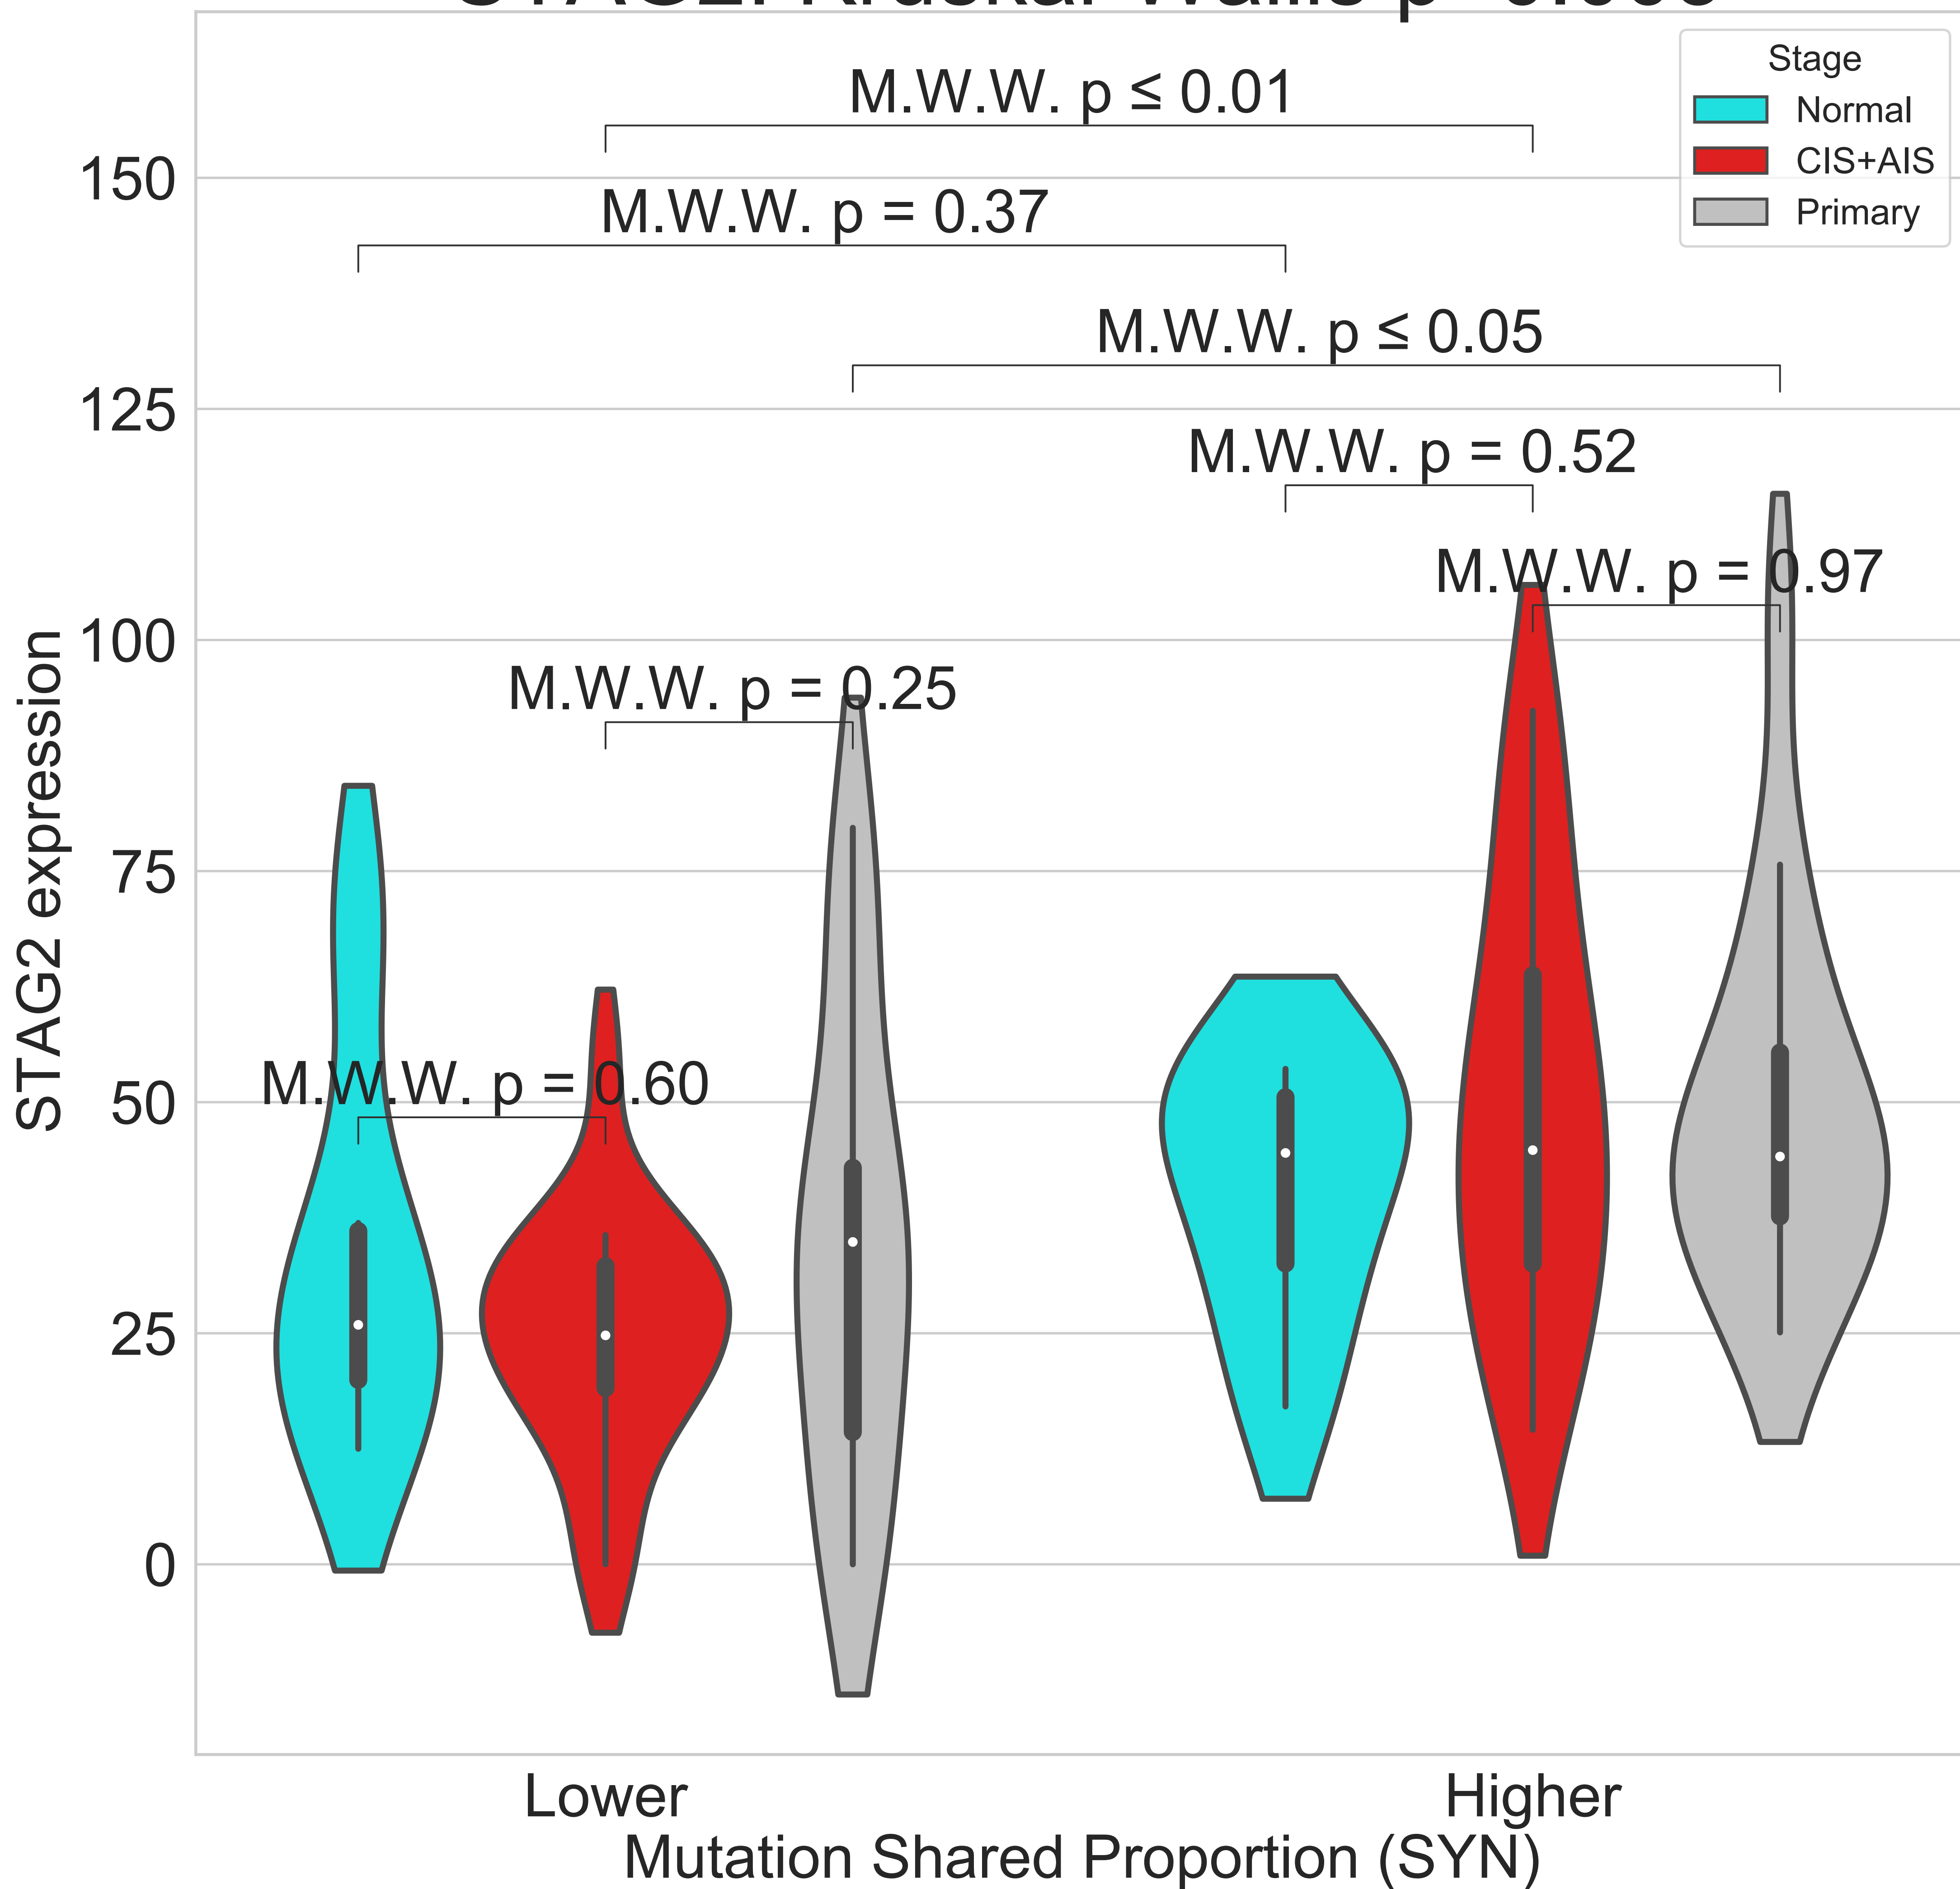 Stage
Normal
CIS+AIS
Primary
M.W.W. p ≤ 0.01
M.W.W. p = 0.37
M.W.W. p ≤ 0.05
M.W.W. p = 0.52
M.W.W. p = 0.97
M.W.W. p = 0.25
M.W.W. p = 0.60
150
125
100
75
50
25
0
STAG2 expression
Lower
Higher
Mutation Shared Proportion (SYN)